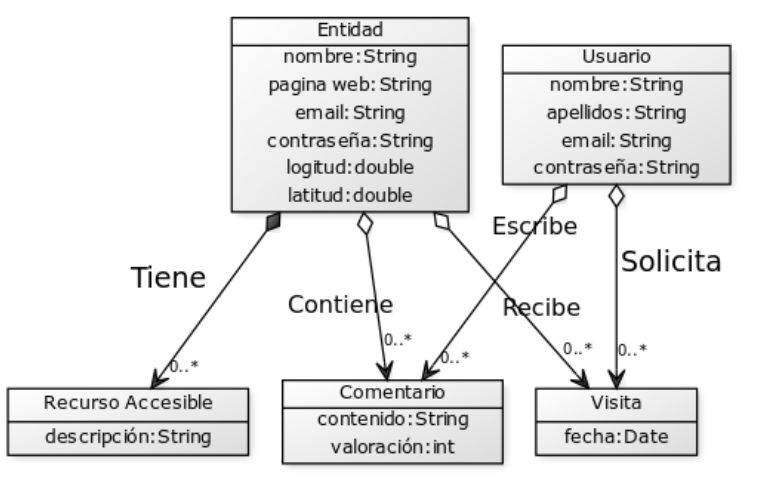 Entidad
nombre:String
pagina web:String
email:String
contraseña:String
logitud:double
latitud:double
Usuario
nombre:String
apellidos:String
email:String
contraseña:String
Escribe
Solicita
Tiene
Contiene
Recibe
0..*
0..*
0..*
0..*
0..*
Recurso Accesible
descripción:String
Comentario
contenido:String
valoración:int
Visita
fecha:Date